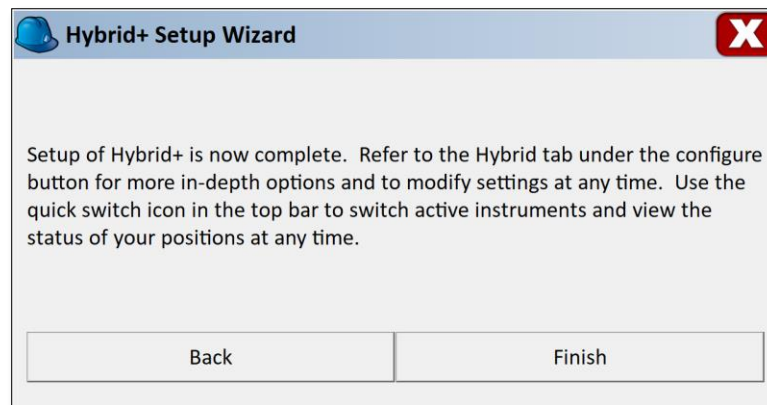 Hybrid+ Setup Wizard
X
Setup of Hybrid+ is now complete.  Refer to the Hybrid tab under the configure
button for more in-depth options and to modify settings at any time.  Use the
quick switch icon in the top bar to switch active instruments and view the
status of your positions at any time.
Back
Finish